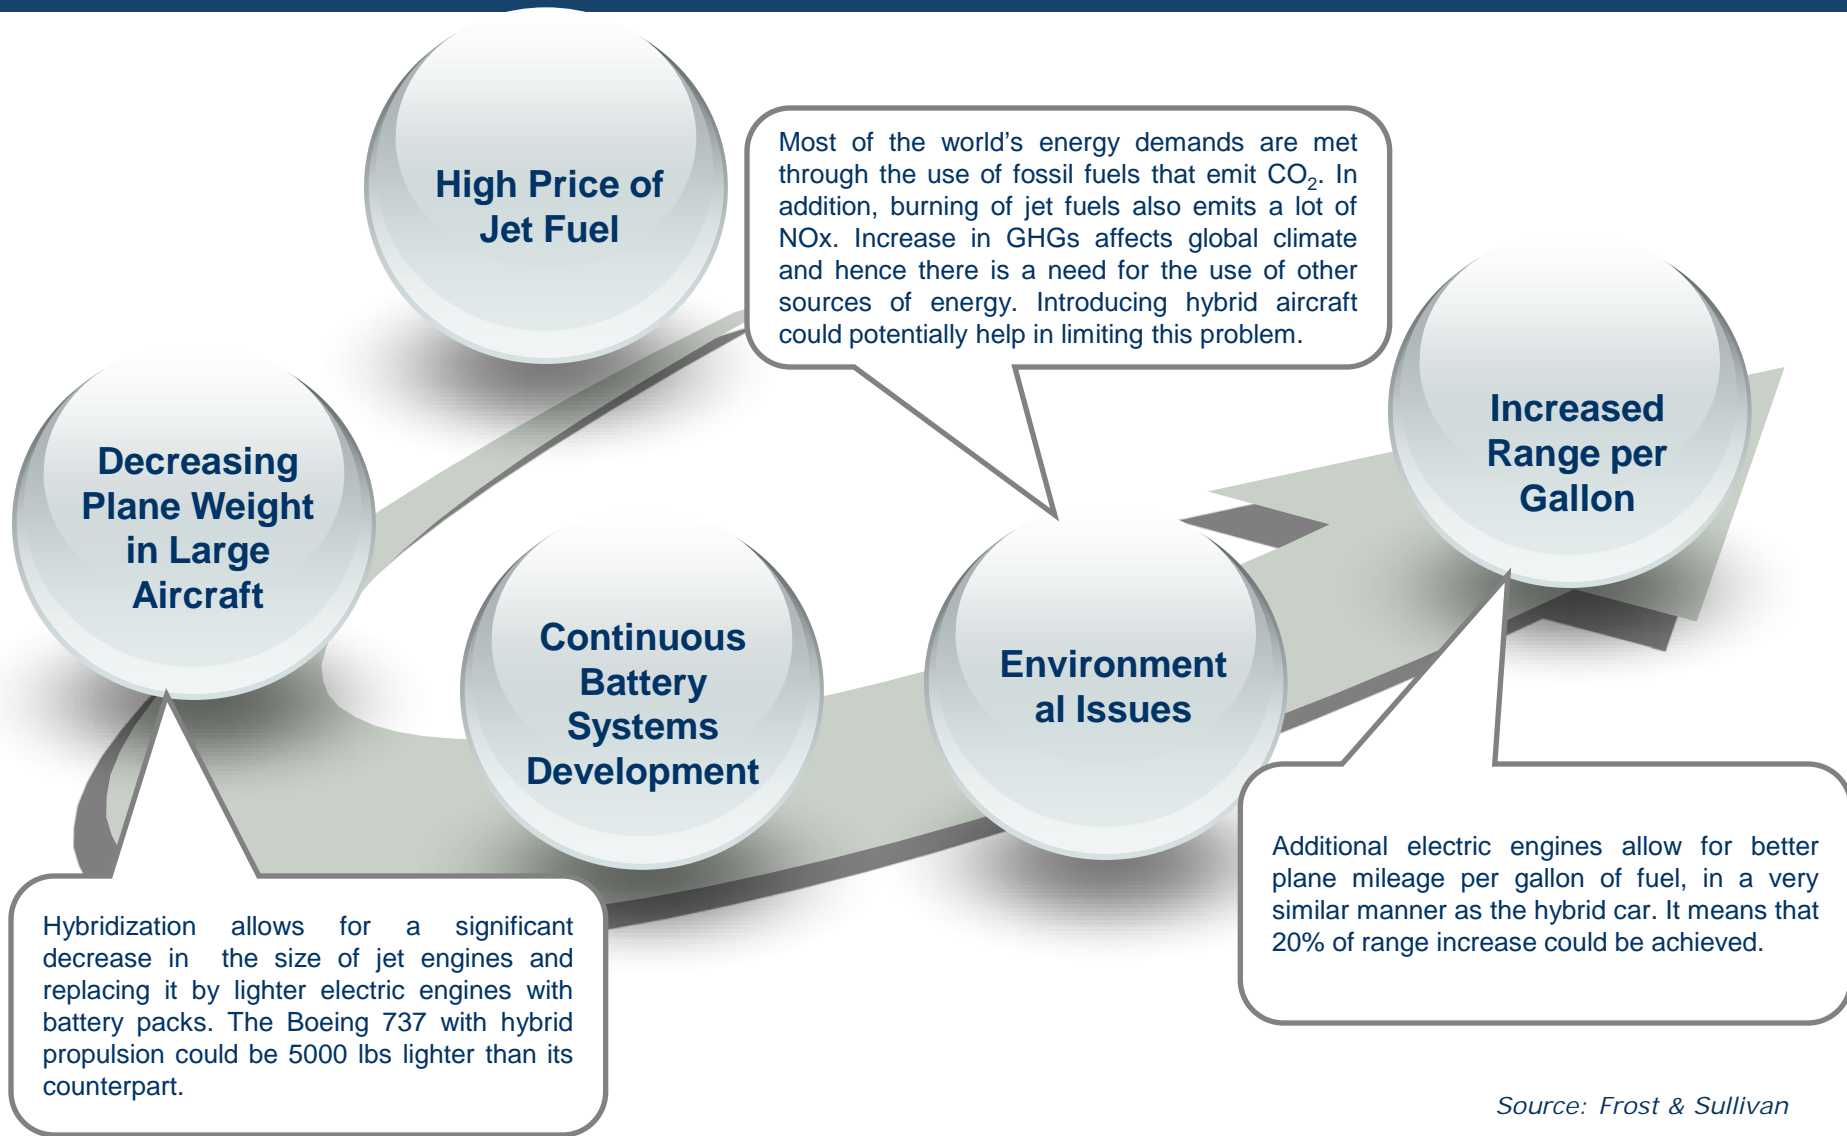 High Price of
Jet Fuel
Most of the world's energy demands are met
through the use of fossil fuels that emit CO₂. In
addition, burning of jet fuels also emits a lot of
NOx. Increase in GHGs affects global climate
and hence there is a need for the use of other
sources of energy. Introducing hybrid aircraft
could potentially help in limiting this problem.
Decreasing
Plane Weight
in Large
Aircraft
Increased
Range per
Gallon
Continuous
Battery
Systems
Development
Environment
al Issues
Additional electric engines allow for better
plane mileage per gallon of fuel, in a very
similar manner as the hybrid car. It means that
20% of range increase could be achieved.
Hybridization allows for a significant
decrease in the size of jet engines and
replacing it by lighter electric engines with
battery packs. The Boeing 737 with hybrid
propulsion could be 5000 lbs lighter than its
counterpart.
Source: Frost & Sullivan